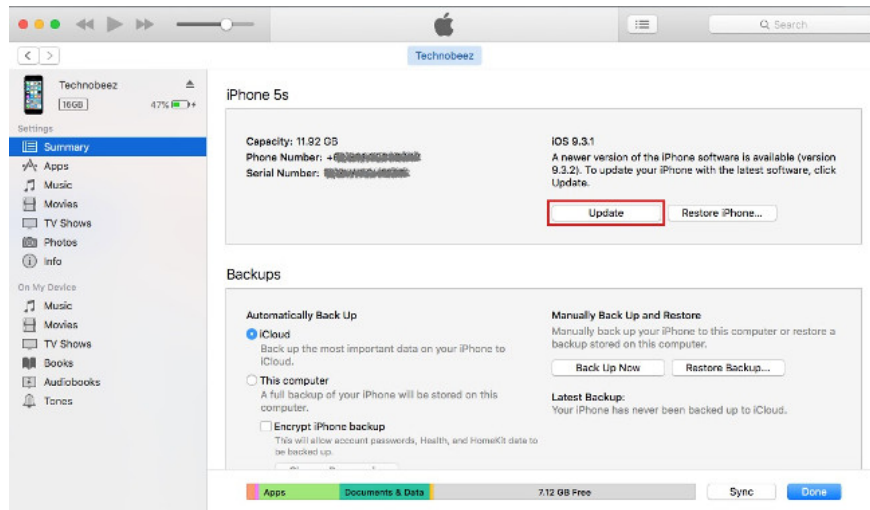 Search
Technobeez
Technobeez
16GB
47%
Settings
Summary
Apps
Music
Movies
TV Shows
Photos
Info
On My Device
Music
Movies
TV Shows
Books
Audiobooks
Tones
iPhone 5s
Capacity: 11.92 GB
Phone Number: +
Serial Number:
iOS 9.3.1
A newer version of the iPhone software is available (version
9.3.2). To update your iPhone with the latest software, click
Update.
Update
Restore iPhone...
Backups
Automatically Back Up
iCloud
Back up the most important data on your iPhone to
iCloud.
This computer
A full backup of your iPhone will be stored on this
computer.
Encrypt iPhone backup
This will allow account passwords, Health, and HomeKit data to
be backed up.
Manually Back Up and Restore
Manually back up your iPhone to this computer or restore a
backup stored on this computer.
Back Up Now
Restore Backup...
Latest Backup:
Your iPhone has never been backed up to iCloud.
Apps
Documents & Data
7.12 GB Free
Sync
Done